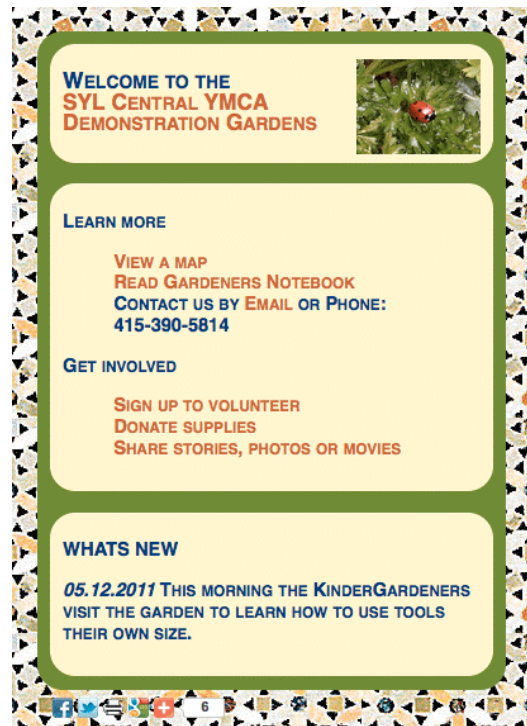 WELCOME TO THE
SYL CENTRAL YMCA
DEMONSTRATION GARDENS
LEARN MORE
VIEW A MAP
READ GARDENERS NOTEBOOK
CONTACT US BY EMAIL OR PHONE:
415-390-5814
GET INVOLVED
SIGN UP TO VOLUNTEER
DONATE SUPPLIES
SHARE STORIES, PHOTOS OR MOVIES
WHATS NEW
05.12.2011 THIS MORNING THE KINDERGARDENERS
VISIT THE GARDEN TO LEARN HOW TO USE TOOLS
THEIR OWN SIZE.
6